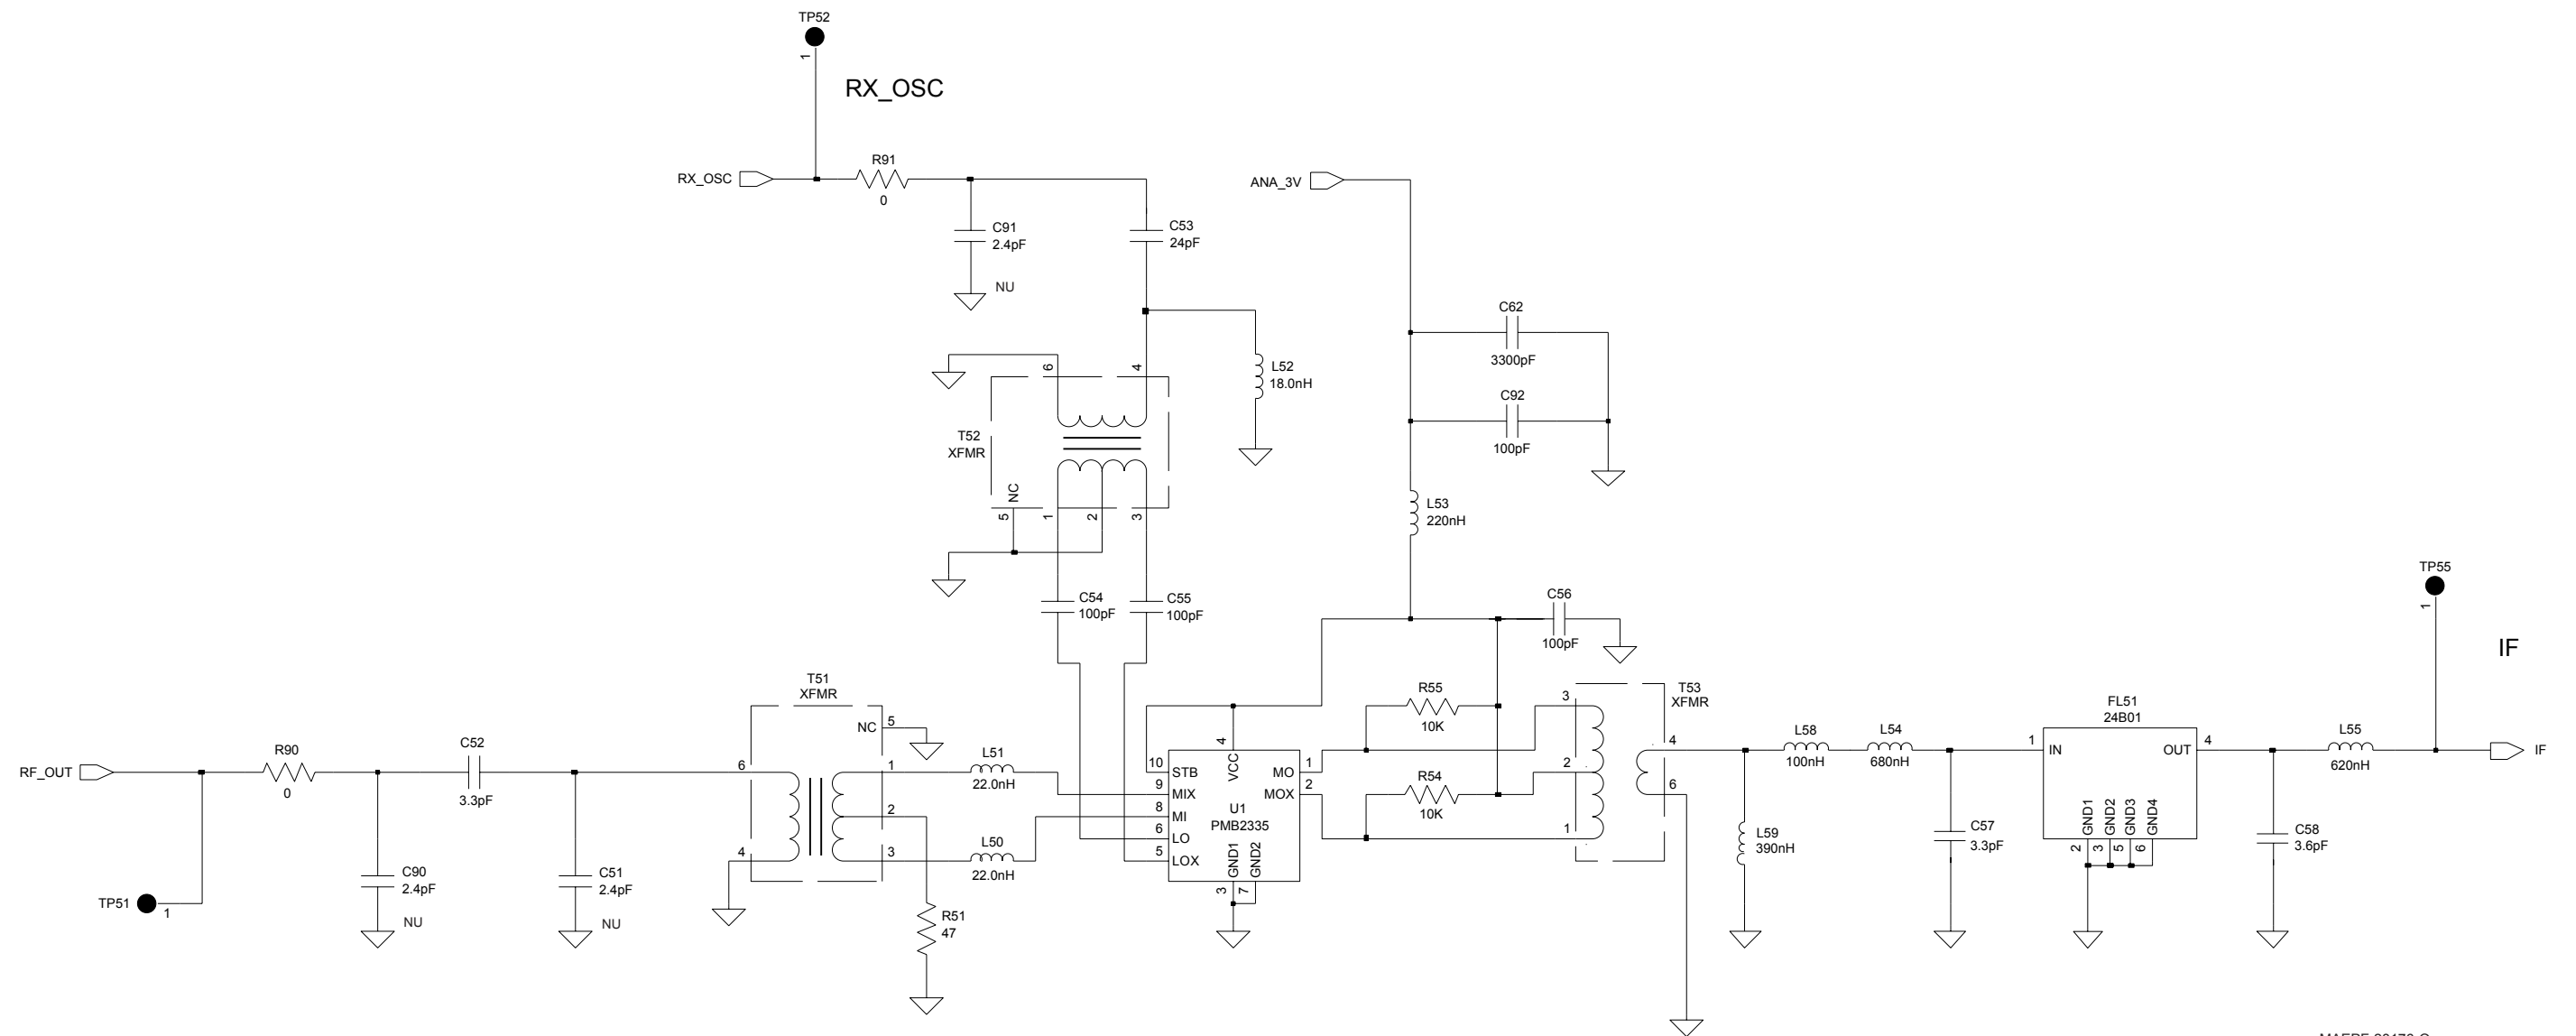 TP52
1
RX_OSC
RX_OSC
R91
0
C91
2.4pF
NU
C53
24pF
ANA_3V
C62
3300pF
C92
100pF
L52
18.0nH
6
4
T52
XFMR
NC
5
1
2
3
L53
220nH
C54
100pF
C55
100pF
C56
100pF
TP55
1
IF
T51
XFMR
NC
5
6
4
1
2
3
RF_OUT
R90
0
C52
3.3pF
TP51
1
C90
2.4pF
NU
C51
2.4pF
NU
L51
22.0nH
L50
22.0nH
R51
47
10
STB
9
MIX
8
MI
6
LO
5
LOX
4
VCC
MO
1
MOX
2
U1
PMB2335
GND1
GND2
3
7
R55
10K
R54
10K
T53
XFMR
3
2
1
4
6
L58
100nH
L54
680nH
L59
390nH
C57
3.3pF
FL51
24B01
1
IN
OUT
4
GND1
GND2
GND3
GND4
2
3
5
6
L55
620nH
C58
3.6pF
IF